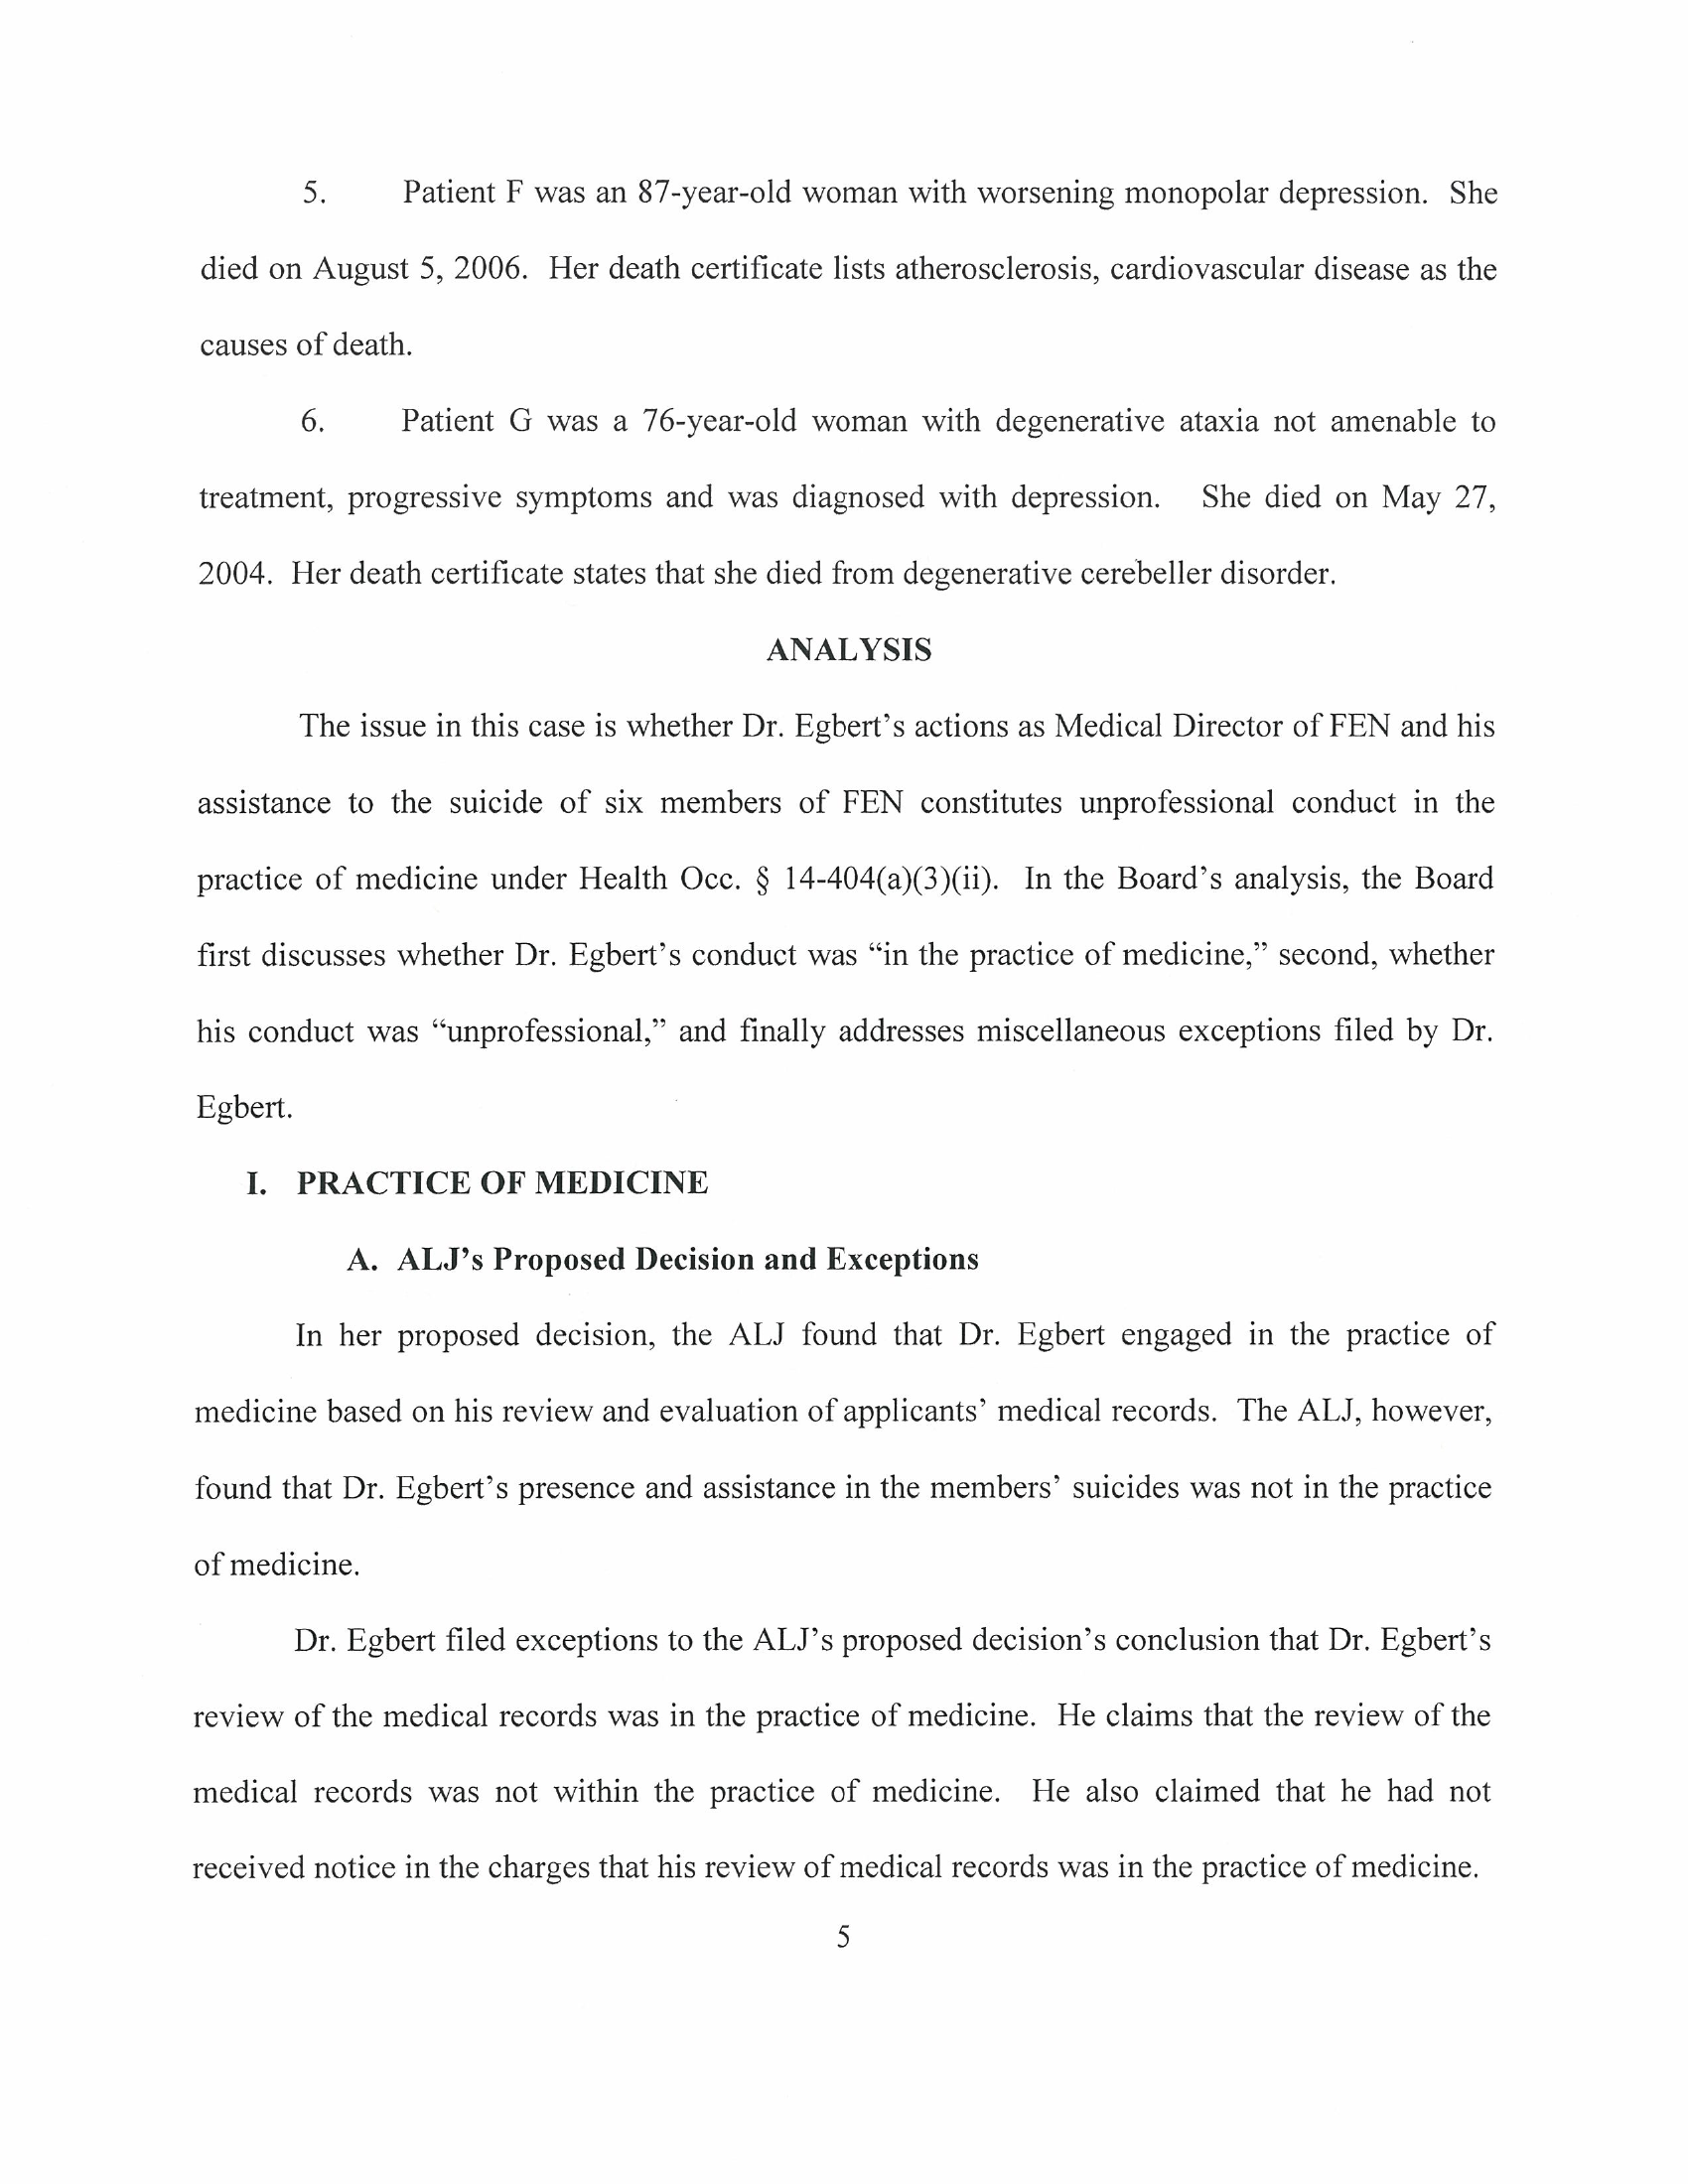 5. Patient F was an 87-year-old woman with worsening monopolar depression. She
died on August 5, 2006. Her death certificate lists atherosclerosis, cardiovascular disease as the
causes of death.
6. Patient G was a 76-year-old woman with degenerative ataxia not amenable to
treatment, progressive symptoms and was diagnosed with depression. She died on May 27,
2004. Her death certificate states that she died from degenerative cerebeller disorder.
ANALYSIS
The issue in this case is whether Dr. Egbert's actions as Medical Director of FEN and his
assistance to the suicide of six members of FEN constitutes unprofessional conduct in the
practice of medicine under Health Occ. § 14-404(a)(3)(ii). In the Board's analysis, the Board
first discusses whether Dr. Egbert's conduct was “in the practice of medicine,” second, whether
his conduct was “unprofessional,” and finally addresses miscellaneous exceptions filed by Dr.
Egbert.
I. PRACTICE OF MEDICINE
A. ALJ's Proposed Decision and Exceptions
In her proposed decision, the ALJ found that Dr. Egbert engaged in the practice of
medicine based on his review and evaluation of applicants' medical records. The ALJ, however,
found that Dr. Egbert's presence and assistance in the members' suicides was not in the practice
of medicine.
Dr. Egbert filed exceptions to the ALJ's proposed decision's conclusion that Dr. Egbert's
review of the medical records was in the practice of medicine. He claims that the review of the
medical records was not within the practice of medicine. He also claimed that he had not
received notice in the charges that his review of medical records was in the practice of medicine.
5